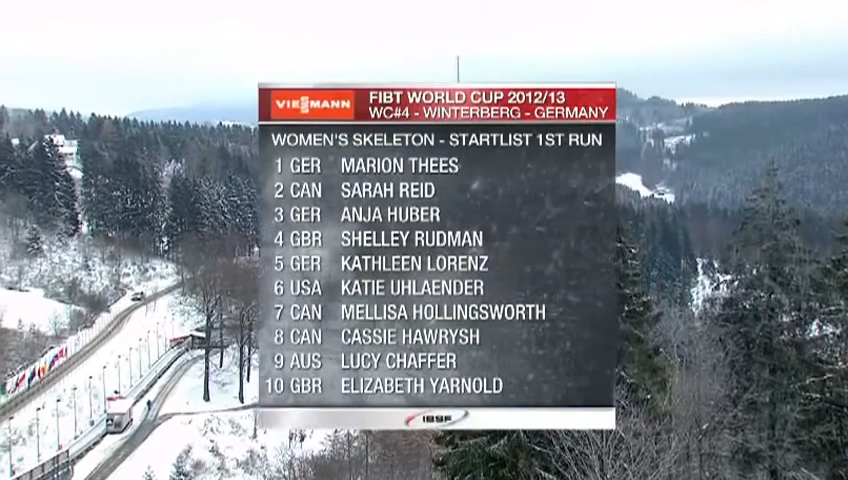 VIESMANN
FIBT WORLD CUP 2012/13
WC#4 - WINTERBERG - GERMANY
WOMEN'S SKELETON - STARTLIST 1ST RUN
1 GER MARION THEES
2 CAN SARAH REID
3 GER ANJA HUBER
4 GBR SHELLEY RUDMAN
5 GER KATHLEEN LORENZ
6 USA KATIE UHLAENDER
7 CAN MELLISA HOLLINGSWORTH
8 CAN CASSIE HAWRYSH
9 AUS LUCY CHAFFER
10 GBR ELIZABETH YARNOLD
IBSF